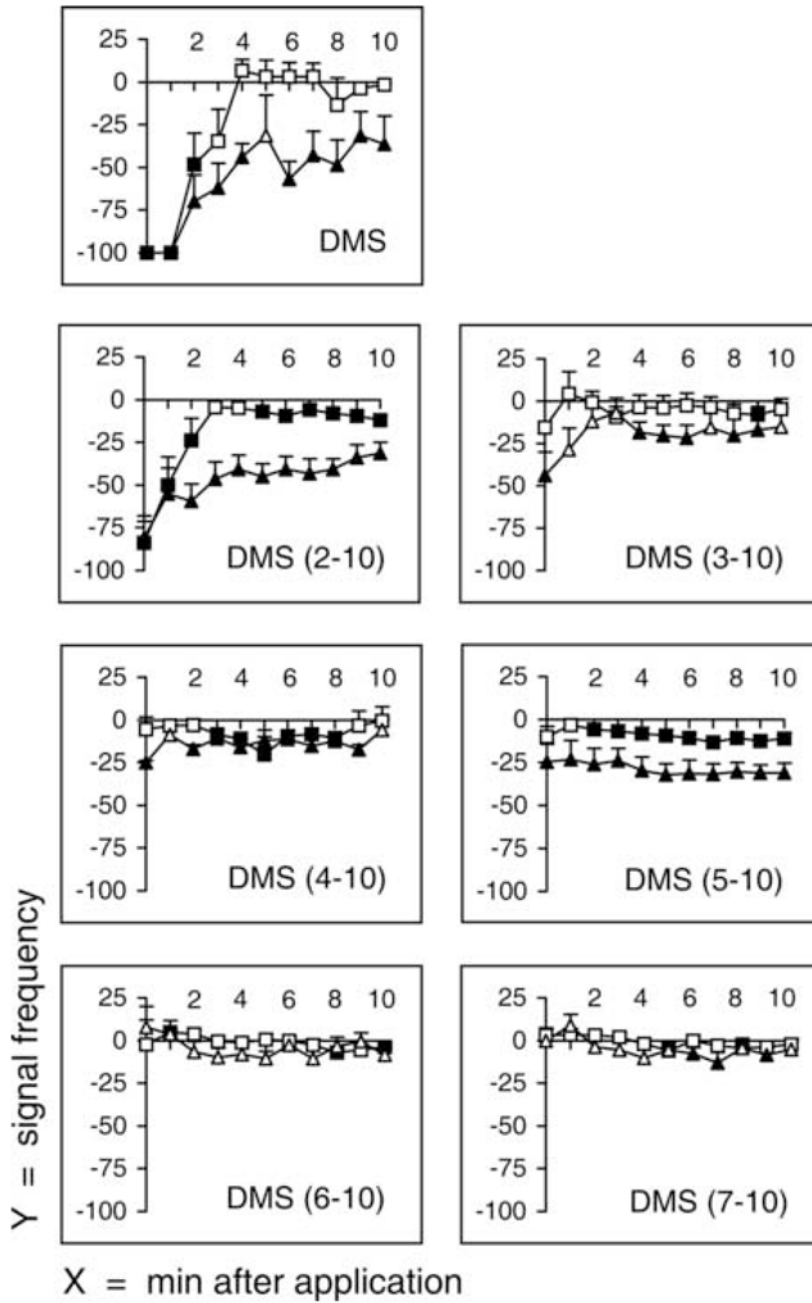 2 4 6 8 10
25
0
-25
-50
-75
-100
DMS
2 4 6 8 10
25
0
-25
-50
-75
-100
DMS (2-10)
2 4 6 8 10
25
0
-25
-50
-75
-100
DMS (3-10)
2 4 6 8 10
25
0
-25
-50
-75
-100
DMS (4-10)
2 4 6 8 10
25
0
-25
-50
-75
-100
DMS (5-10)
2 4 6 8 10
25
0
-25
-50
-75
-100
DMS (6-10)
2 4 6 8 10
25
0
-25
-50
-75
-100
DMS (7-10)
Y = signal frequency
X = min after application